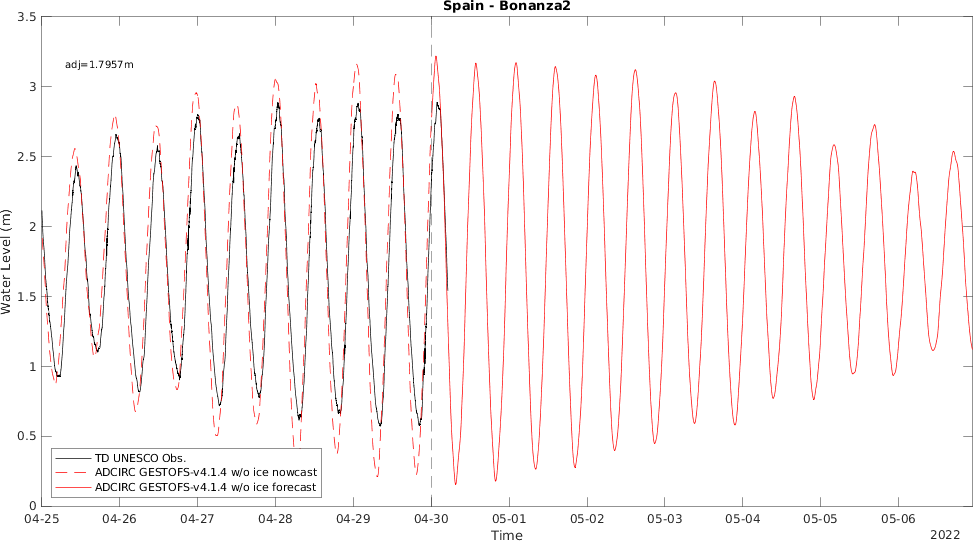 Spain - Bonanza2
adj=1.7957m
3.5
3
2.5
2
1.5
1
0.5
0
Water Level (m)
TD UNESCO Obs.
ADCIRC GESTOFS-v4.1.4 w/o ice nowcast
ADCIRC GESTOFS-v4.1.4 w/o ice forecast
04-25 04-26 04-27 04-28 04-29 04-30 05-01 05-02 05-03 05-04 05-05 05-06
Time
2022